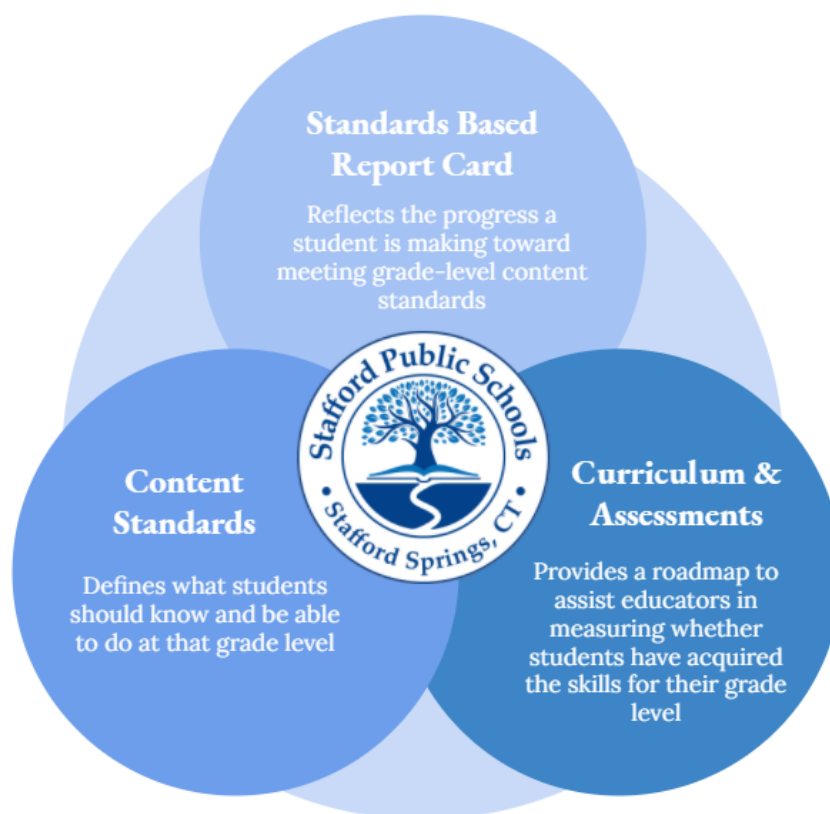 Standards Based
Report Card
Reflects the progress a
student is making toward
meeting grade-level content
standards
Stafford Public Schools
• Stafford Springs, CT •
Content
Standards
Defines what students
should know and be able
to do at that grade level
Curriculum &
Assessments
Provides a roadmap to
assist educators in
measuring whether
students have acquired
the skills for their grade
level